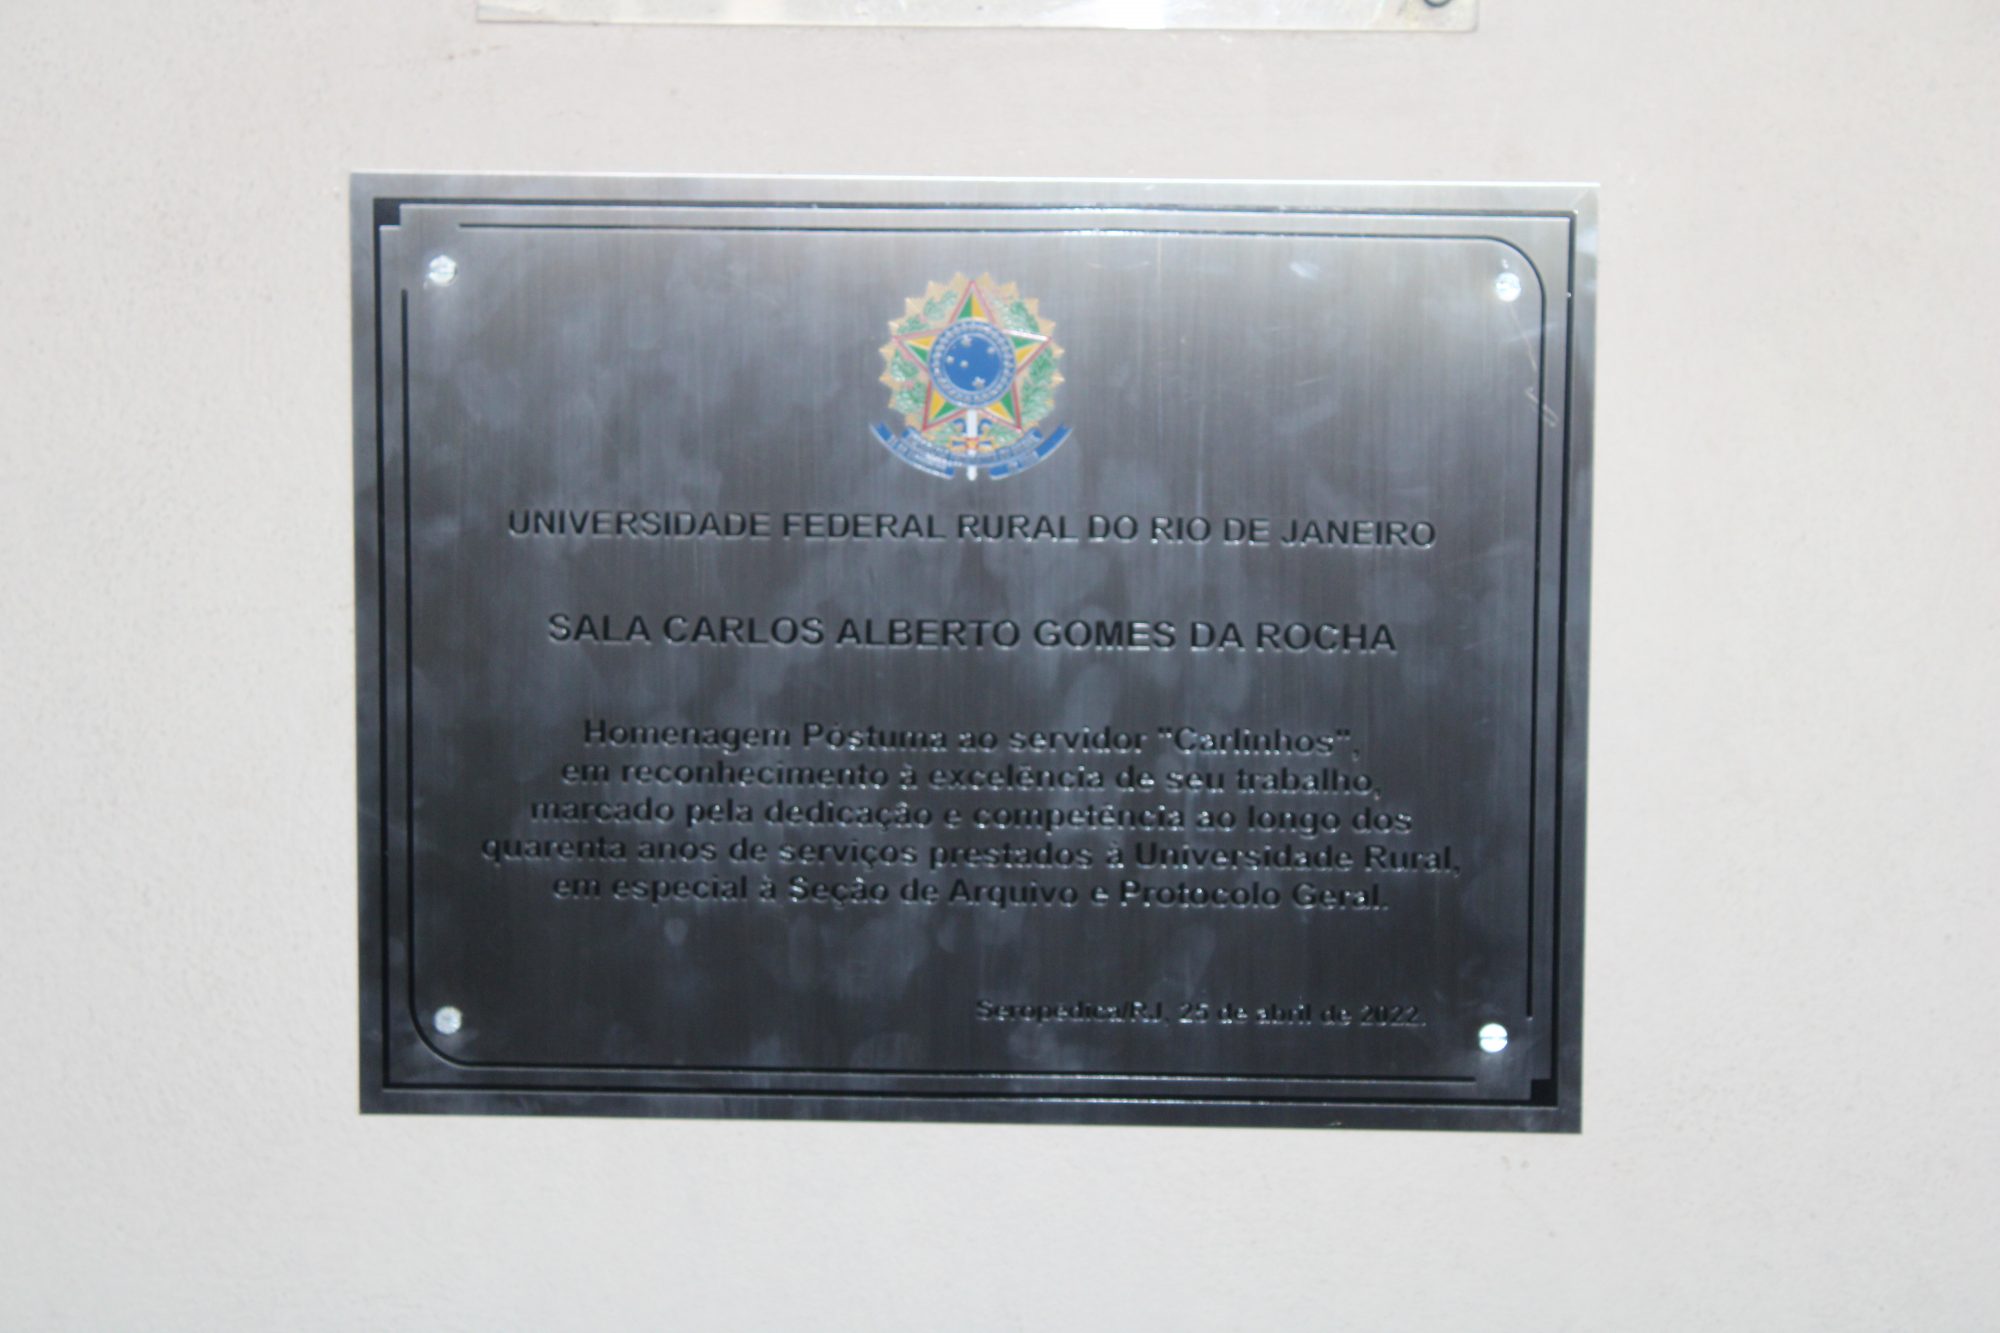 UNIVERSIDADE FEDERAL RURAL DO RIO DE JANEIRO
SALA CARLOS ALBERTO GOMES DA ROCHA
Homenagem Póstuma ao servidor "Carlinhos",
em reconhecimento à excelência de seu trabalho,
marcado pela dedicação e competência ao longo dos
quarenta anos de serviços prestados à Universidade Rural,
em especial à Seção de Arquivo e Protocolo Geral.
Seropédica/RJ, 25 de abril de 2022.